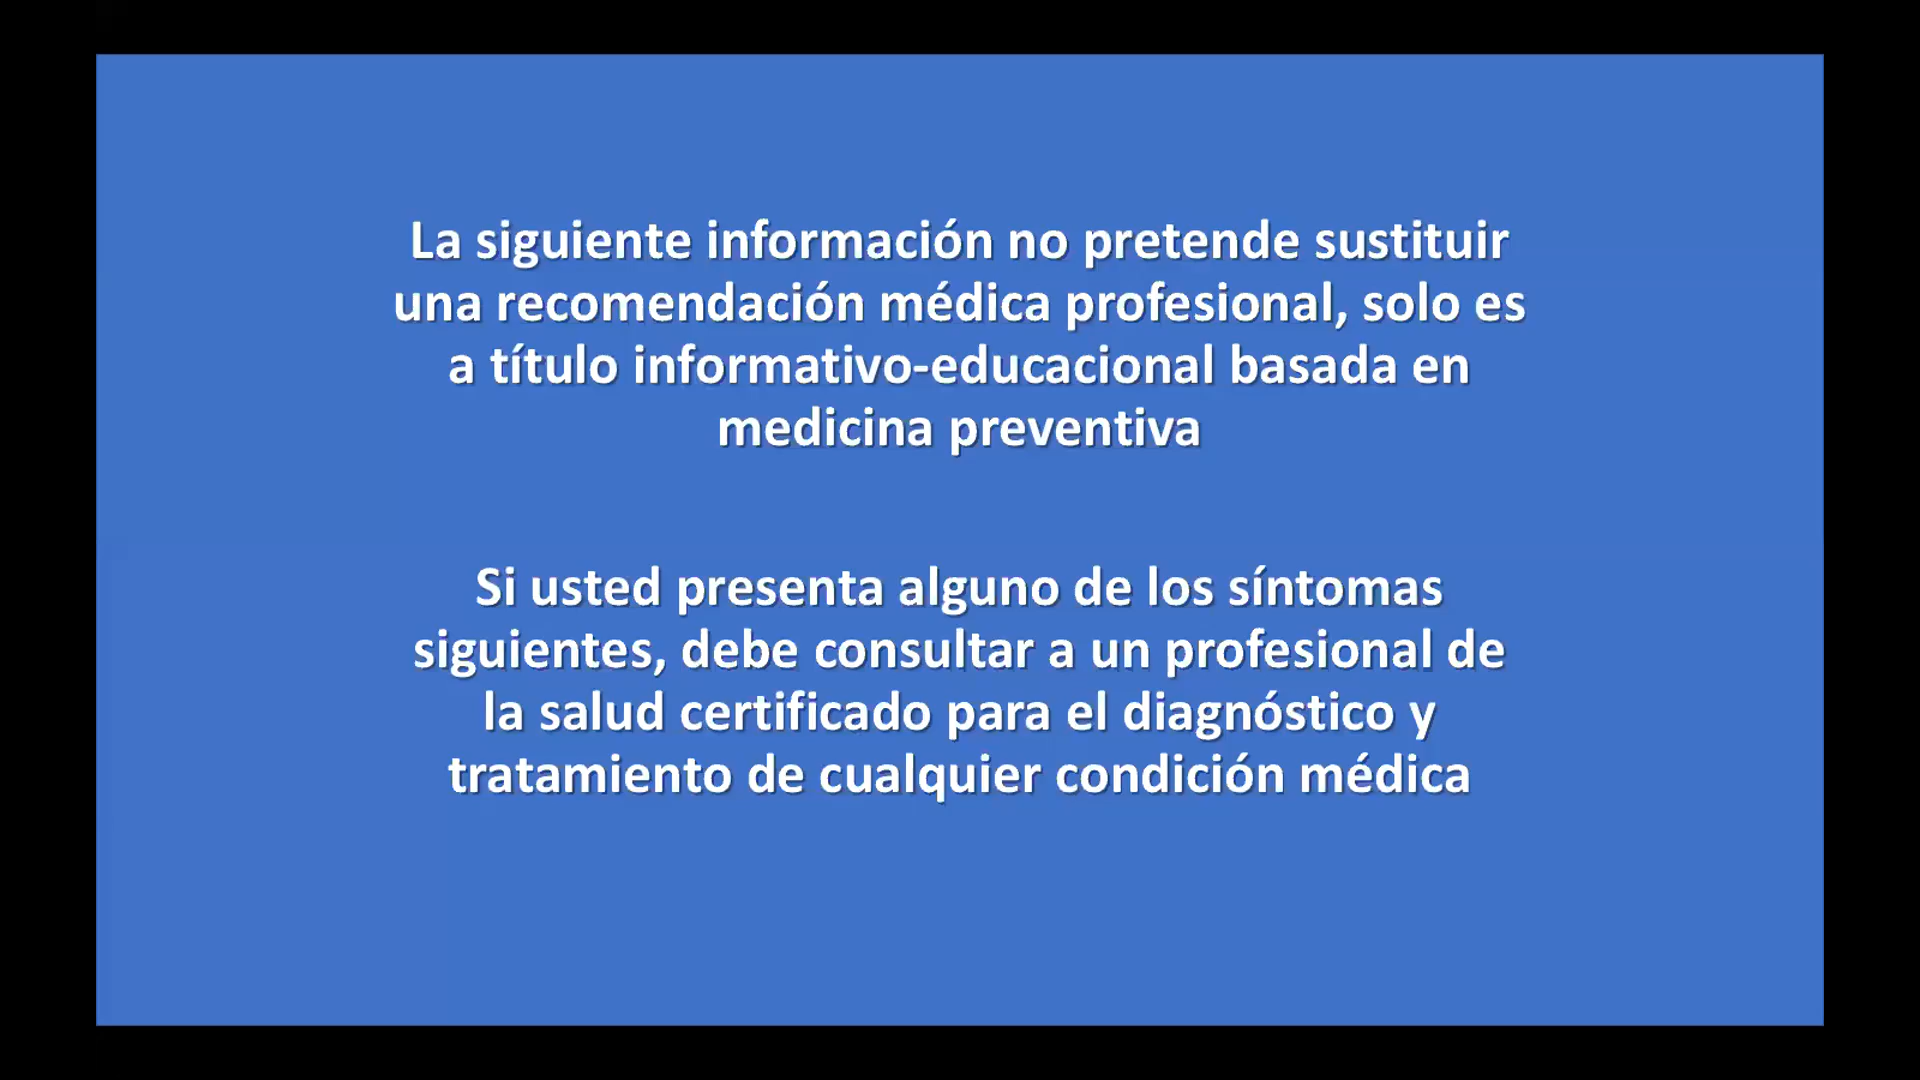 La siguiente información no pretende sustituir
una recomendación médica profesional, solo es
a título informativo-educacional basada en
medicina preventiva
Si usted presenta alguno de los síntomas
siguientes, debe consultar a un profesional de
la salud certificado para el diagnóstico y
tratamiento de cualquier condición médica